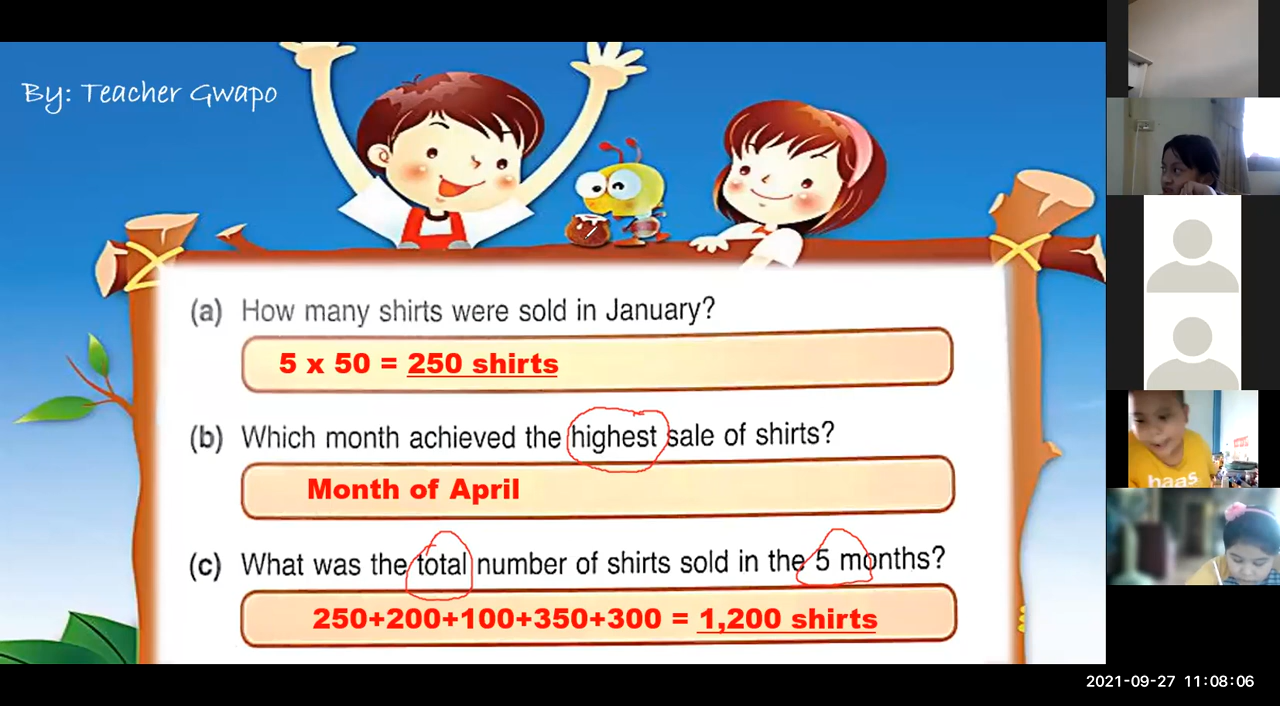 By: Teacher Gwapo
(a) How many shirts were sold in January?
5 x 50 = 250 shirts
(b) Which month achieved the highest sale of shirts?
Month of April
(c) What was the total number of shirts sold in the 5 months?
250+200+100+350+300 = 1,200 shirts
haas
2021-09-27 11:08:06